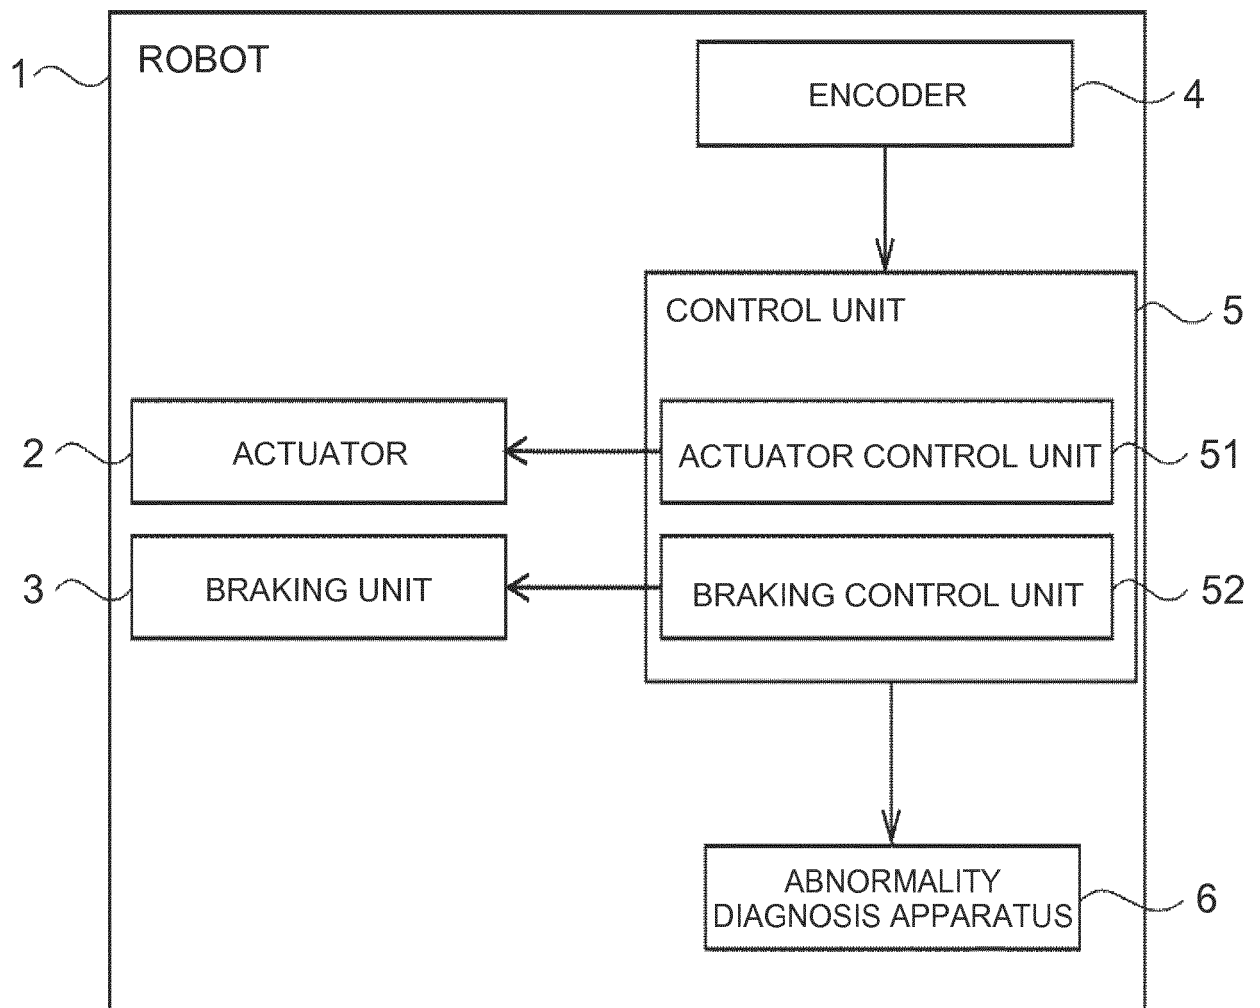 ROBOT
1
ENCODER
4
CONTROL UNIT
5
2
ACTUATOR
ACTUATOR CONTROL UNIT
51
3
BRAKING UNIT
BRAKING CONTROL UNIT
52
ABNORMALITY
DIAGNOSIS APPARATUS
6